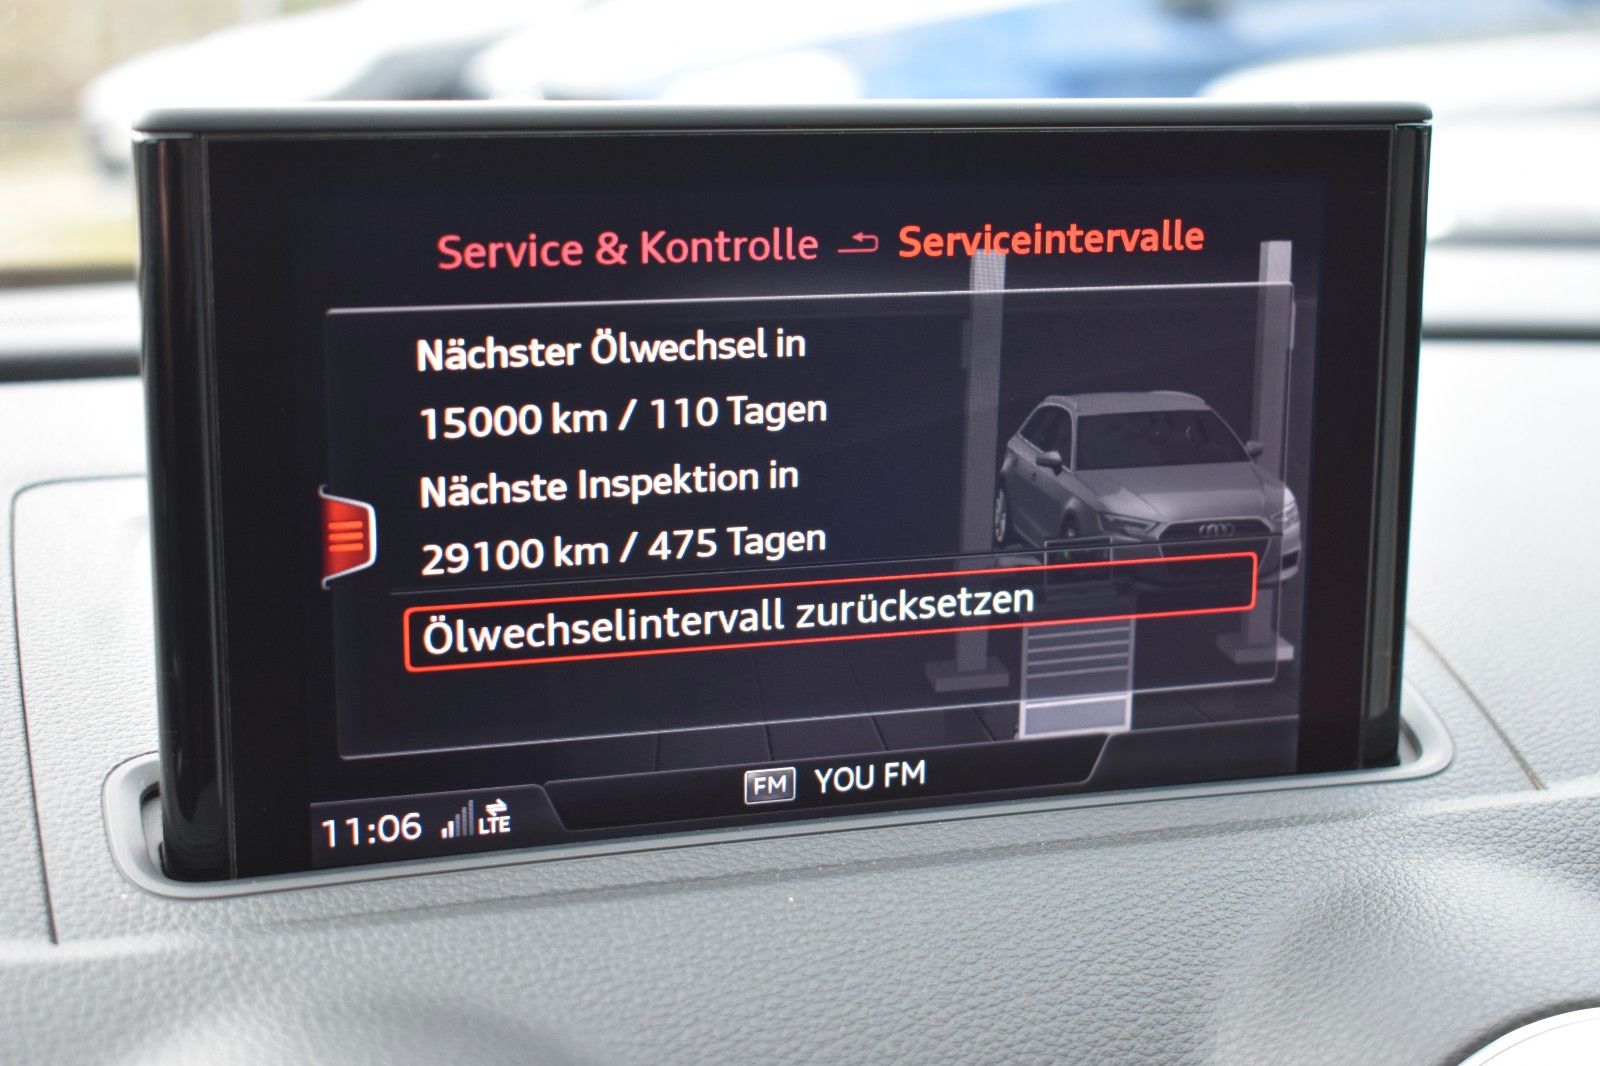 Service & Kontrolle Serviceintervalle
Nächster Ölwechsel in
15000 km / 110 Tagen
Nächste Inspektion in
29100 km / 475 Tagen
Ölwechselintervall zurücksetzen
FM YOU FM
11:06 LTE